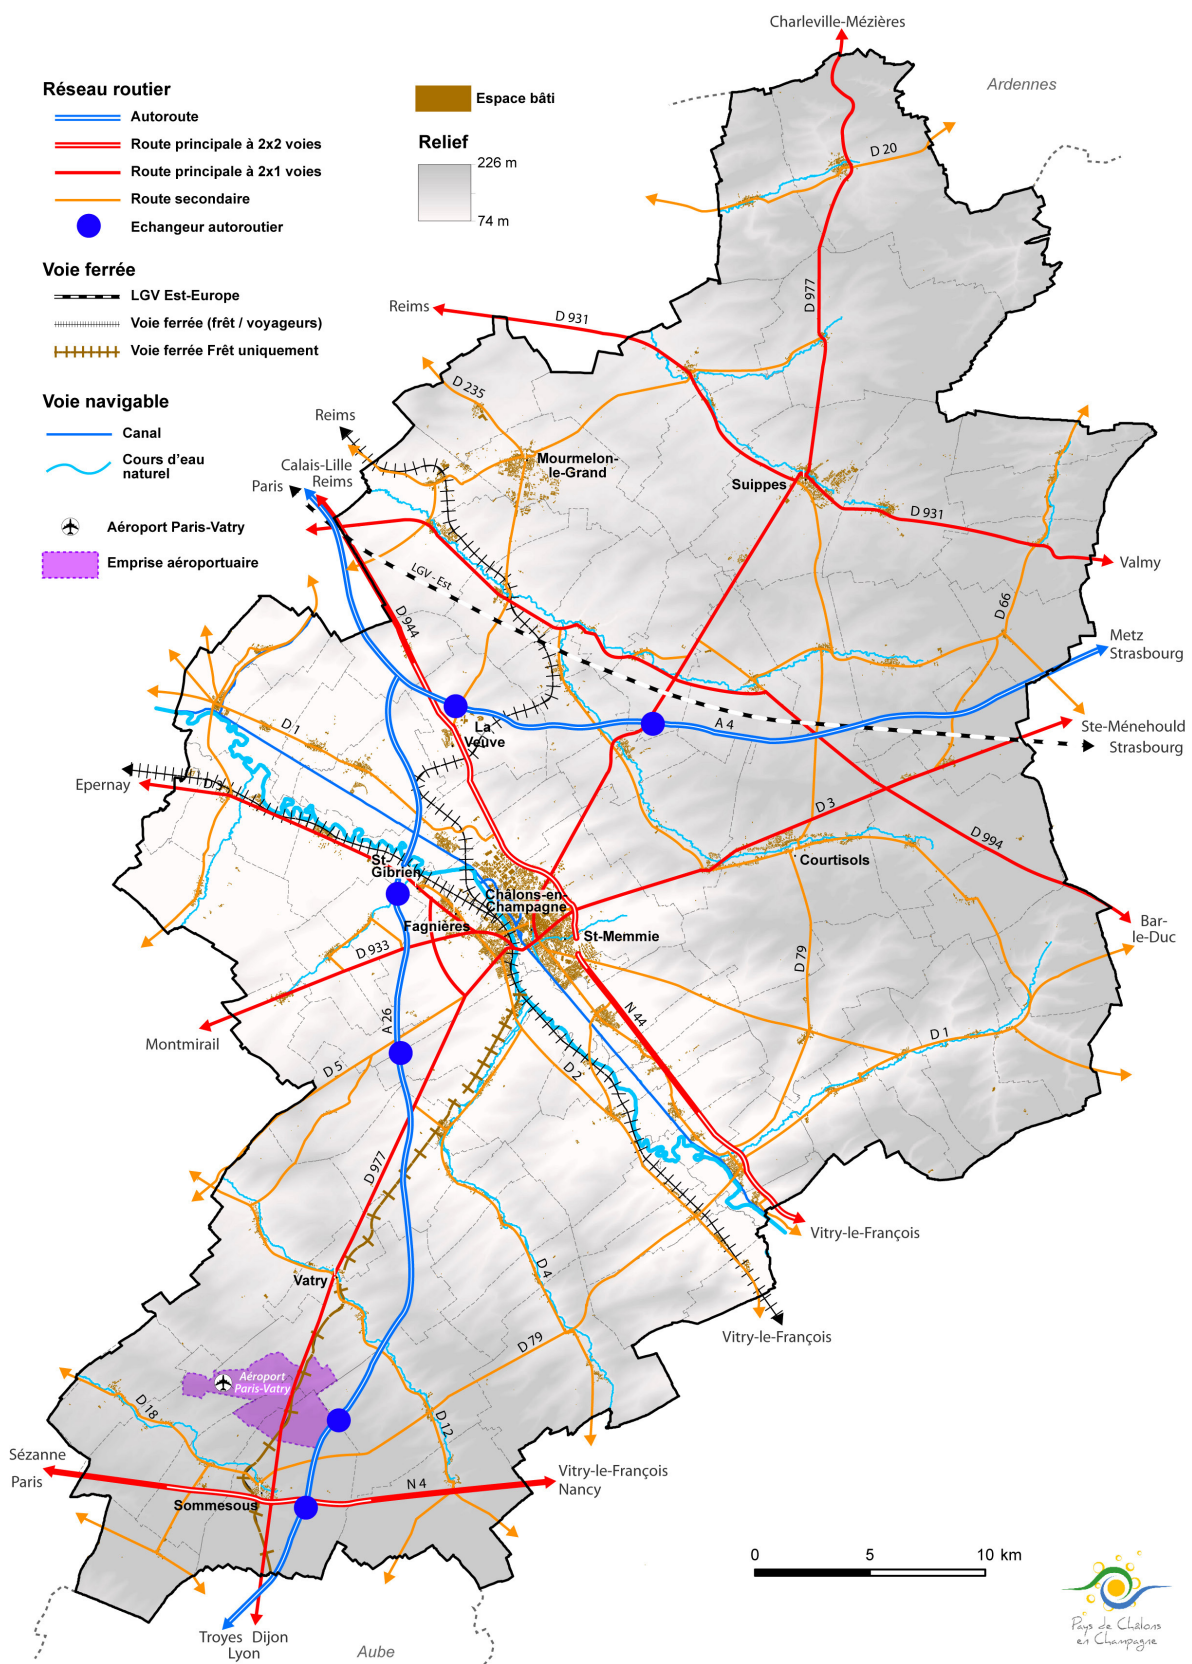 Charleville-Mézières
Ardennes
Réseau routier
Autoroute
Route principale à 2x2 voies
Route principale à 2x1 voies
Route secondaire
Echangeur autoroutier
Espace bâti
Relief
226 m
74 m
Voie ferrée
LGV Est-Europe
Voie ferrée (frêt / voyageurs)
Voie ferrée Frêt uniquement
Voie navigable
Canal
Cours d'eau
naturel
Aéroport Paris-Vatry
Emprise aéroportuaire
D 20
D 977
Reims
D 931
D 235
Reims
Calais-Lille
Reims
Paris
Mourmelon-
le-Grand
Suippes
D 931
Valmy
LGV - Est
D 944
D 66
Metz
Strasbourg
A 4
Ste-Ménehould
Strasbourg
La
Veuve
D 1
Epernay
D 3
D 3
D 994
Courtisols
St-
Gibrien
Châlons-en-
Champagne
Fagnières
St-Memmie
Bar-
le-Duc
D 933
D 79
Montmirail
A 26
N 44
D 1
D 5
D 2
D 977
Vitry-le-François
Vatry
D 4
Vitry-le-François
D 79
Aéroport
Paris-Vatry
D 18
D 12
Sézanne
Paris
N 4
Vitry-le-François
Nancy
Sommesous
0 5 10 km
Troyes Dijon
Lyon
Aube
Pays de Châlons
en Champagne